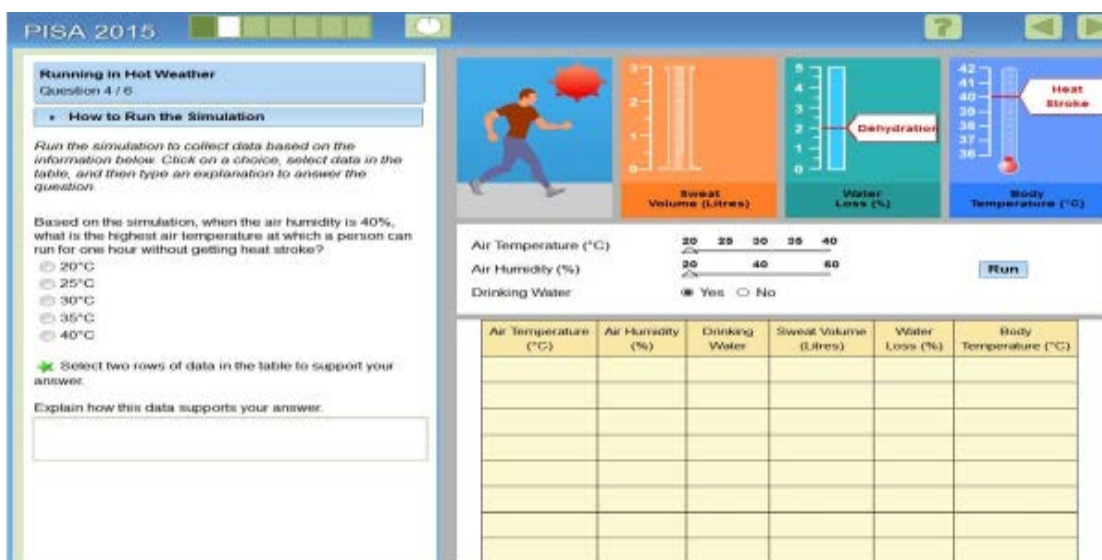 PISA 2015
?
Running in Hot Weather
Question 4 / 6
How to Run the Simulation
Run the simulation to collect data based on the
information below. Click on a choice, select data in the
table, and then type an explanation to answer the
question.
Based on the simulation, when the air humidity is 40%,
what is the highest air temperature at which a person can
run for one hour without getting heat stroke?
20°C
25°C
30°C
35°C
40°C
Select two rows of data in the table to support your
answer.
Explain how this data supports your answer.
3
2
1
0
Sweat
Volume (Litres)
5
4
3
2
1
0
Dehydration
Water
Loss (%)
42
41
40
39
38
37
36
Heat
Stroke
Body
Temperature (°C)
Air Temperature (°C) 20 25 30 35 40
Air Humidity (%) 20 40 60
Drinking Water Yes No
Run
Air Temperature (°C)
Air Humidity (%)
Drinking Water
Sweat Volume (Litres)
Water Loss (%)
Body Temperature (°C)